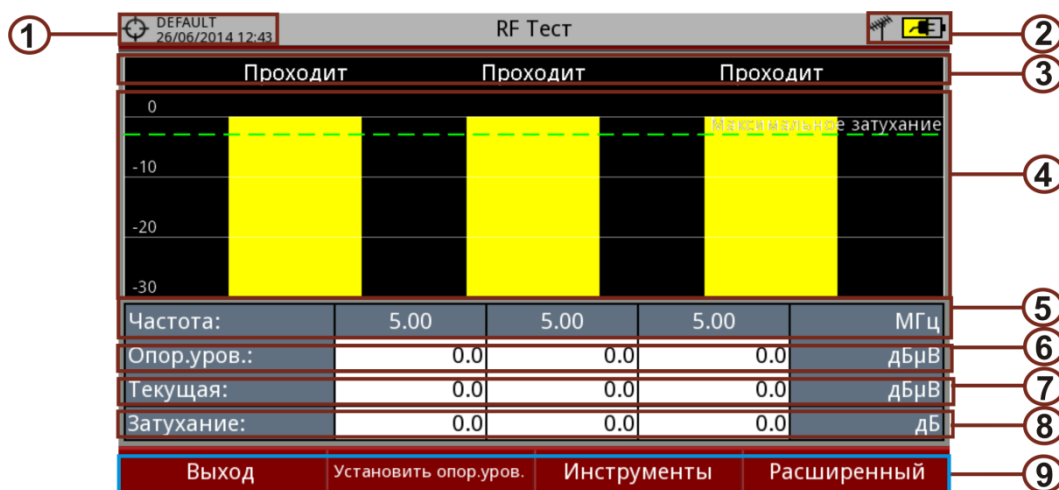 1
DEFAULT
26/06/2014 12:43
RF Тест
2
Проходит Проходит Проходит
3
0
Максимальное затухание
-10
4
-20
-30
Частота: 5.00 5.00 5.00 МГц
5
Опор.уров.: 0.0 0.0 0.0 дБµВ
6
Текущая: 0.0 0.0 0.0 дБµВ
7
Затухание: 0.0 0.0 0.0 дБ
8
Выход Установить опор.уров. Инструменты Расширенный
9